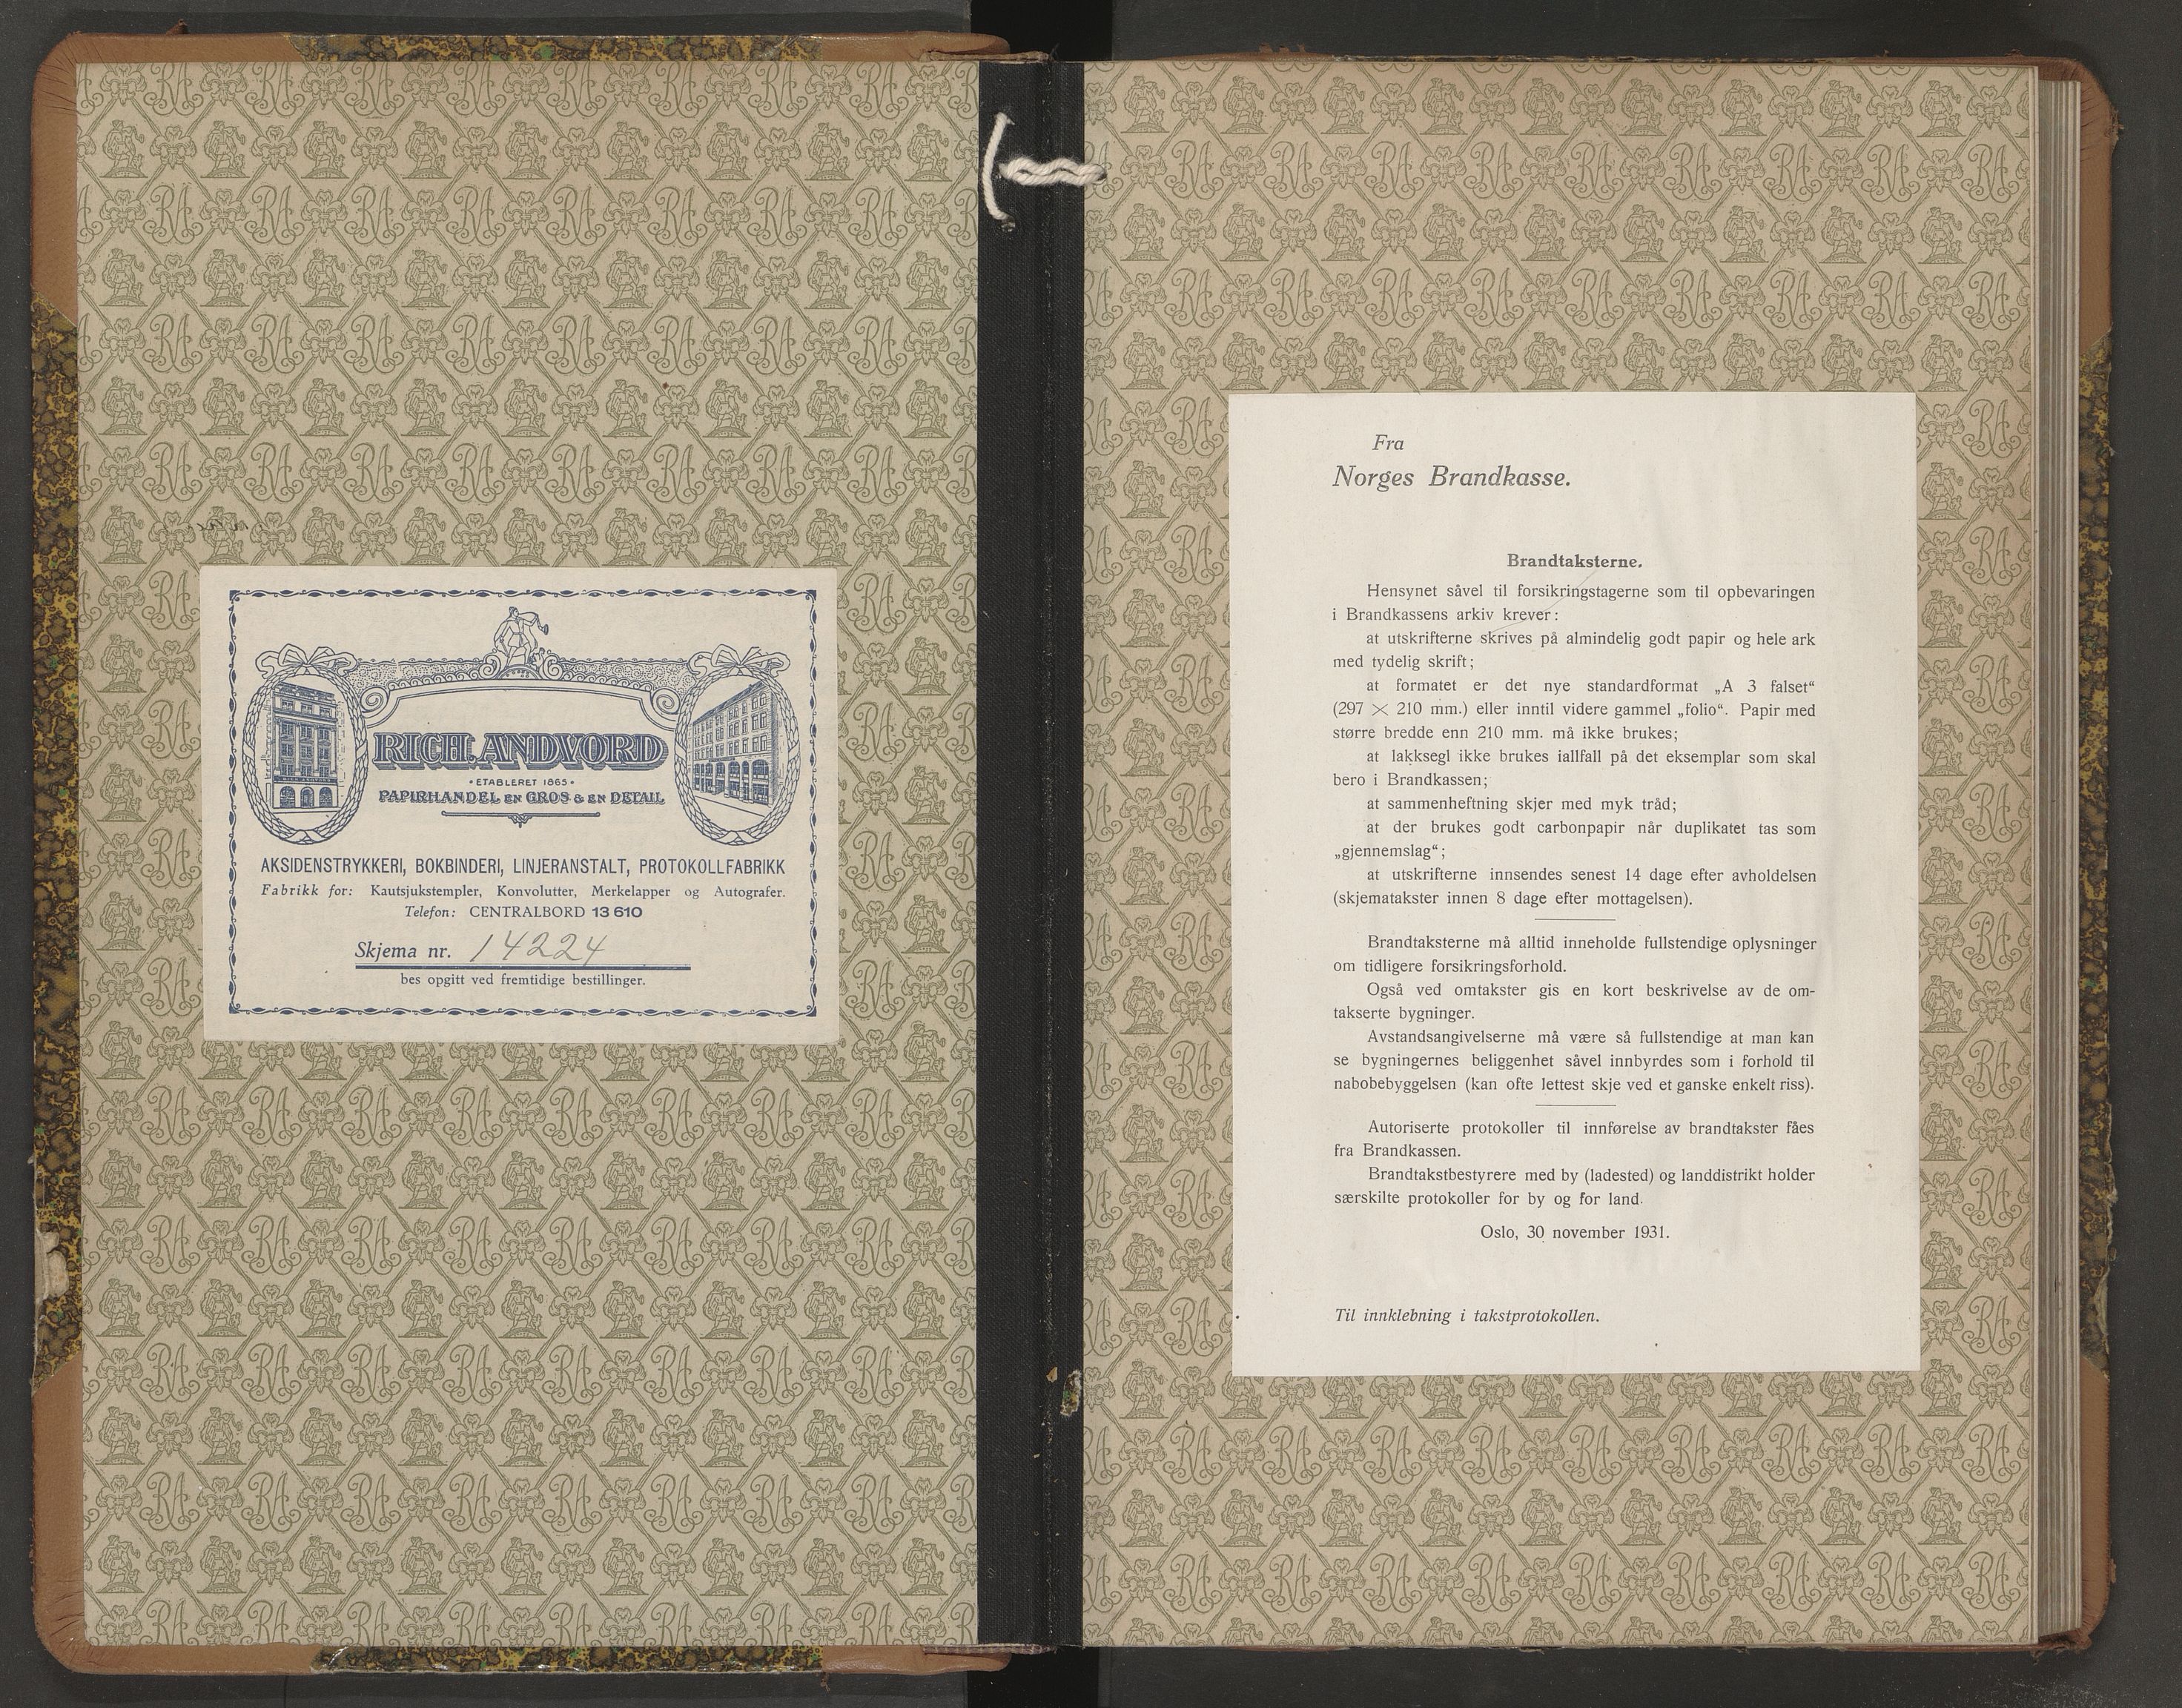 RICH. ANDVORD
• ETABLERET 1865 •
PAPIRHANDEL EN GROS & EN DETAIL
AKSIDENSTRYKKERI, BOKBINDERI, LINJERANSTALT, PROTOKOLLFABRIKK
Fabrikk for: Kautsjukstempler, Konvolutter, Merkelapper og Autografer.
Telefon: CENTRALBORD 13 610
Skjema nr. 14224
bes opgitt ved fremtidige bestillinger.
Fra
Norges Brandkasse.
Brandtaksterne.
Hensynet såvel til forsikringstagerne som til opbevaringen
i Brandkassens arkiv krever:
at utskrifterne skrives på almindelig godt papir og hele ark
med tydelig skrift;
at formatet er det nye standardformat „A 3 falset“
(297 × 210 mm.) eller inntil videre gammel „folio“. Papir med
større bredde enn 210 mm. må ikke brukes;
at lakksegl ikke brukes iallfall på det eksemplar som skal
bero i Brandkassen;
at sammenheftning skjer med myk tråd;
at der brukes godt carbonpapir når duplikatet tas som
„gjennemslag“;
at utskrifterne innsendes senest 14 dage efter avholdelsen
(skjematakster innen 8 dage efter mottagelsen).
Brandtaksterne må alltid inneholde fullstendige oplysninger
om tidligere forsikringsforhold.
Også ved omtakster gis en kort beskrivelse av de om-
takserte bygninger.
Avstandsangivelserne må være så fullstendige at man kan
se bygningernes beliggenhet såvel innbyrdes som i forhold til
nabobebyggelsen (kan ofte lettest skje ved et ganske enkelt riss).
Autoriserte protokoller til innførelse av brandtakster fåes
fra Brandkassen.
Brandtakstbestyrere med by (ladested) og landdistrikt holder
særskilte protokoller for by og for land.
Oslo, 30 november 1931.
Til innklebning i takstprotokollen.